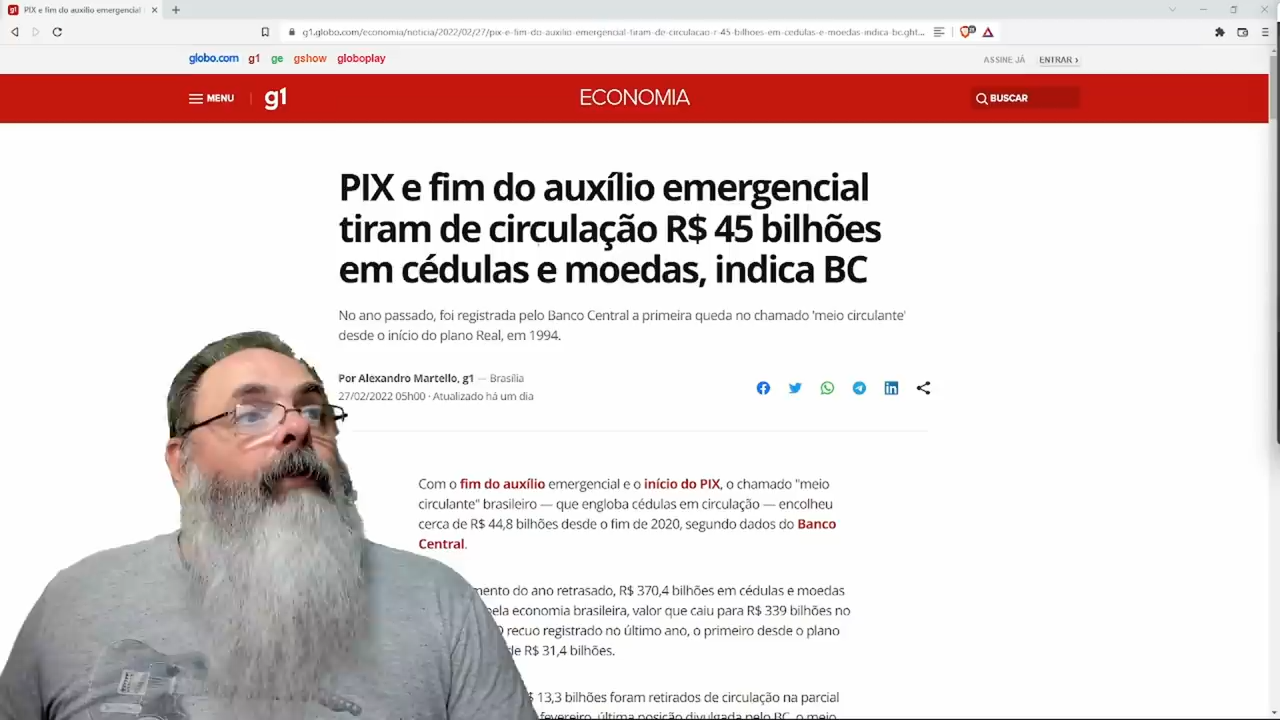 PIX e fim do auxílio emergencial
g1.globo.com/economia/noticia/2022/02/27/pix-e-fim-do-auxilio-emergencial-tiram-de-circulacao-r-45-bilhoes-em-cedulas-e-moedas-indica-bc.ght...
globo.com g1 ge gshow globoplay
ASSINE JÁ ENTRAR ›
MENU g1 ECONOMIA BUSCAR
PIX e fim do auxílio emergencial
tiram de circulação R$ 45 bilhões
em cédulas e moedas, indica BC
No ano passado, foi registrada pelo Banco Central a primeira queda no chamado 'meio circulante'
desde o início do plano Real, em 1994.
Por Alexandro Martello, g1 — Brasília
27/02/2022 05h00 · Atualizado há um dia
Com o fim do auxílio emergencial e o início do PIX, o chamado "meio
circulante" brasileiro — que engloba cédulas em circulação — encolheu
cerca de R$ 44,8 bilhões desde o fim de 2020, segundo dados do Banco
Central.
do ano retrasado, R$ 370,4 bilhões em cédulas e moedas
economia brasileira, valor que caiu para R$ 339 bilhões no
recuo registrado no último ano, o primeiro desde o plano
de R$ 31,4 bilhões.
13,3 bilhões foram retirados de circulação na parcial
fevereiro, última posição divulgada pelo BC, o meio